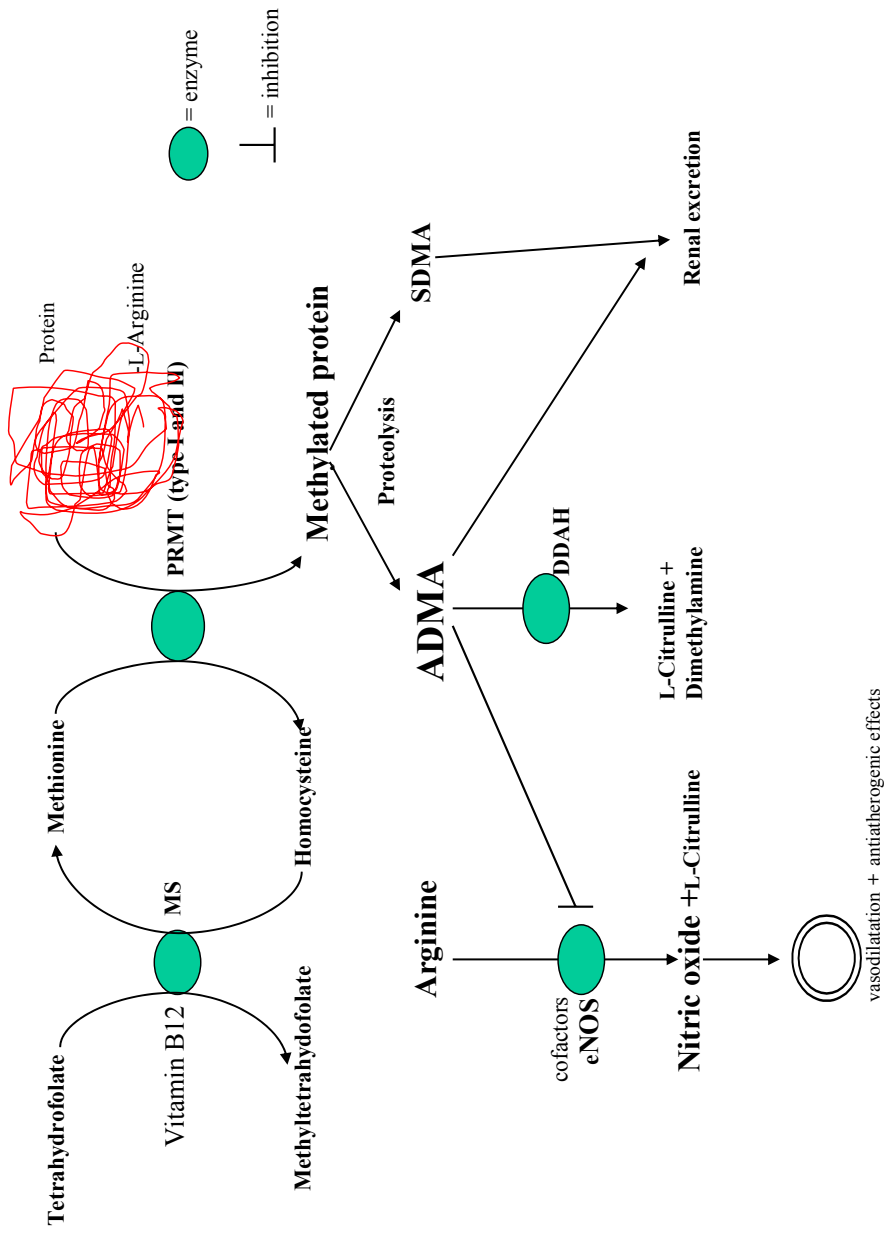 Tetrahydrofolate
Methionine
Protein
-L-Arginine
= enzyme
= inhibition
Vitamin B12
MS
PRMT (type I and II)
Methyltetrahydofolate
Homocysteine
Methylated protein
Proteolysis
Arginine
ADMA
SDMA
cofactors
eNOS
DDAH
Nitric oxide +L-Citrulline
L-Citrulline +
Dimethylamine
Renal excretion
vasodilatation + antiatherogenic effects